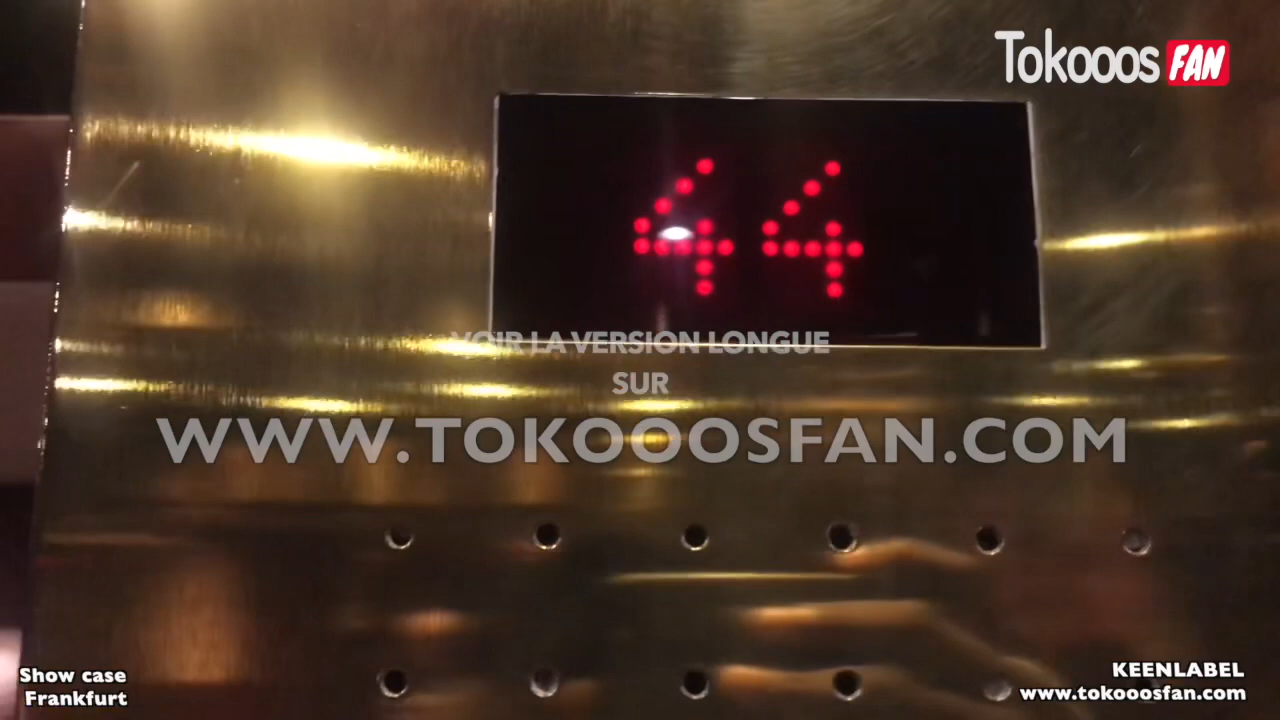 Tokooos FAN
44
VOIR LA VERSION LONGUE
SUR
WWW.TOKOOOSFAN.COM
Show case
Frankfurt
KEENLABEL
www.tokooosfan.com